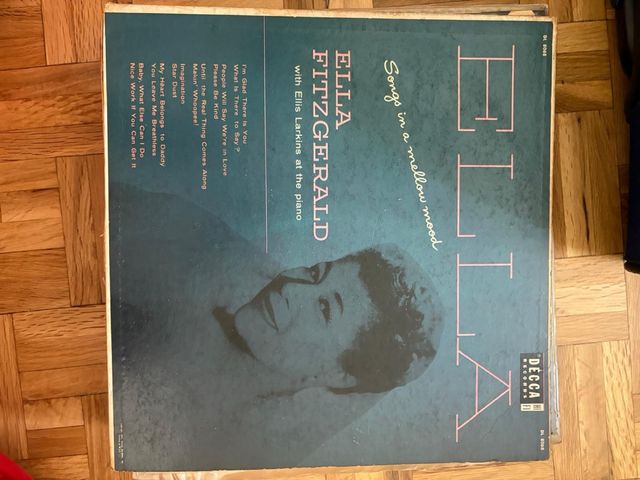 DL 8068
DL 8068
ELLA
DECCA
HI FI
RECORDS
Songs in a mellow mood
ELLA
FITZGERALD
with Ellis Larkins at the piano
I'm Glad There Is You
What Is There to Say?
People Will Say We're in Love
Please Be Kind
Until the Real Thing Comes Along
Makin' Whoopee!
Imagination
Star Dust
My Heart Belongs to Daddy
You Leave Me Breathless
Baby, What Else Can I Do
Nice Work If You Can Get It